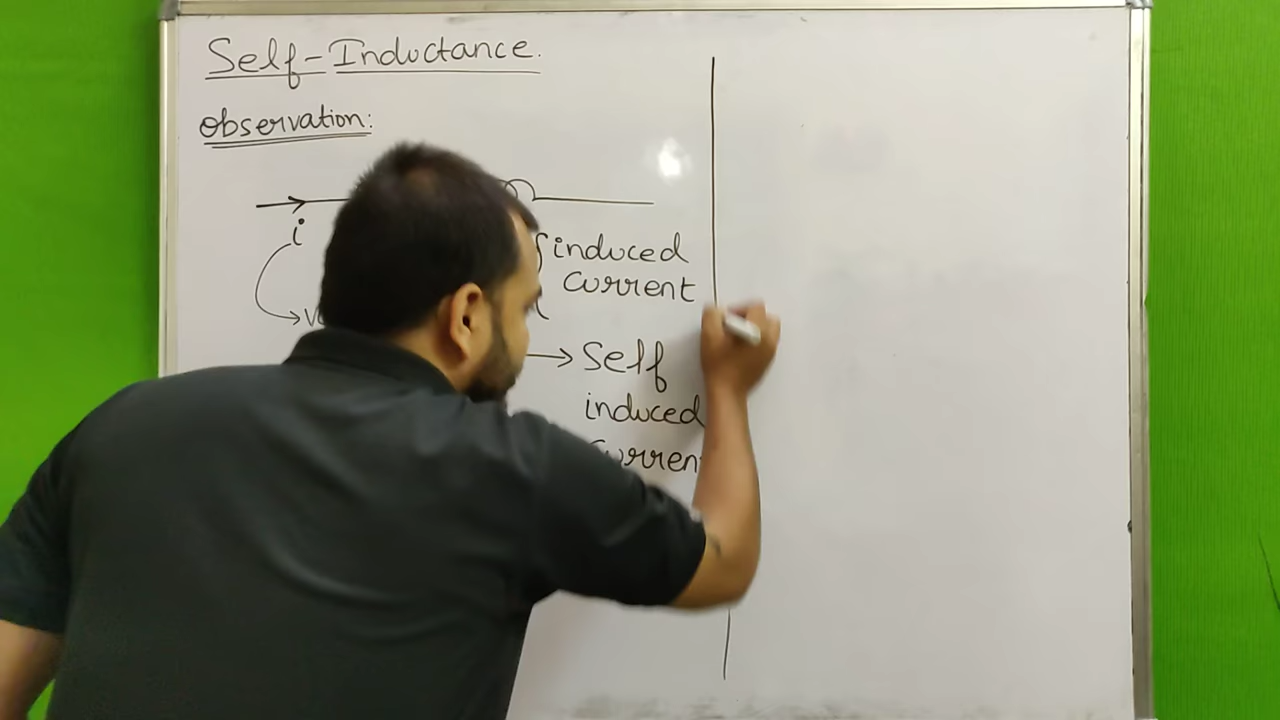 Self-Inductance.
Observation:
i
induced
current
Self
induced
current